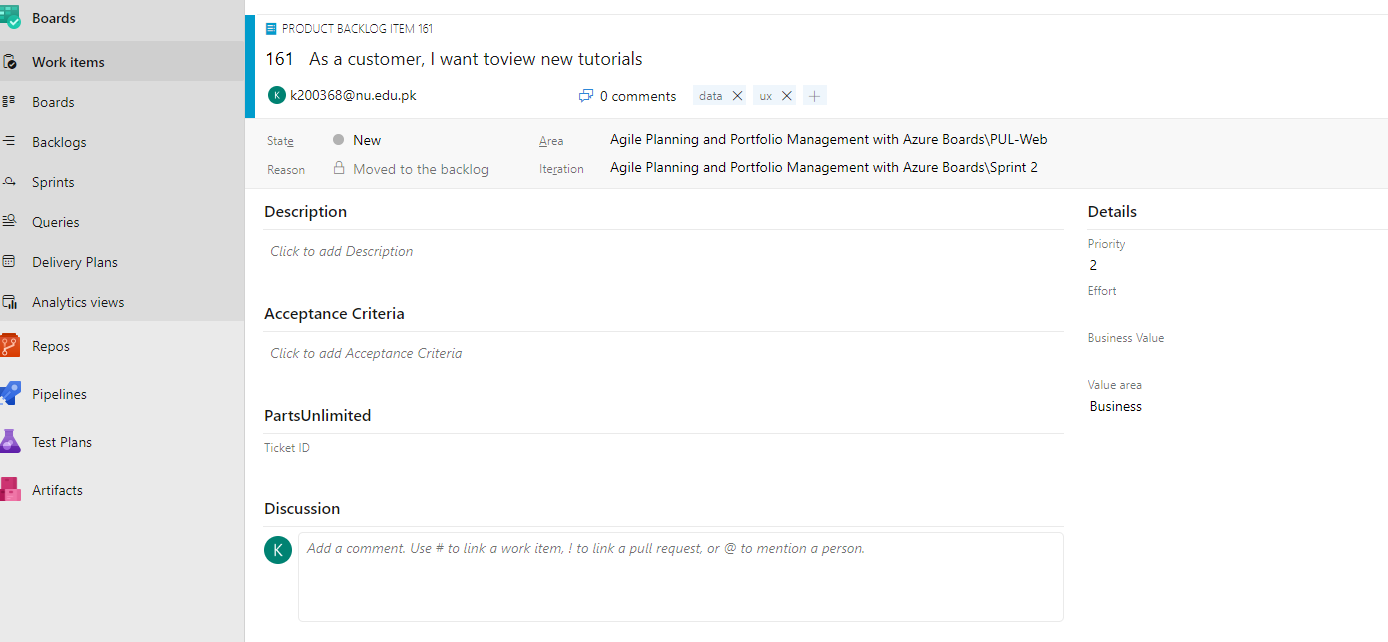 Boards
Work items
Boards
Backlogs
Sprints
Queries
Delivery Plans
Analytics views
Repos
Pipelines
Test Plans
Artifacts
PRODUCT BACKLOG ITEM 161
161 As a customer, I want toview new tutorials
K k200368@nu.edu.pk 0 comments data ux
State New Area Agile Planning and Portfolio Management with Azure Boards\PUL-Web
Reason Moved to the backlog Iteration Agile Planning and Portfolio Management with Azure Boards\Sprint 2
Description
Click to add Description
Acceptance Criteria
Click to add Acceptance Criteria
PartsUnlimited
Ticket ID
Discussion
K Add a comment. Use # to link a work item, ! to link a pull request, or @ to mention a person.
Details
Priority
2
Effort
Business Value
Value area
Business